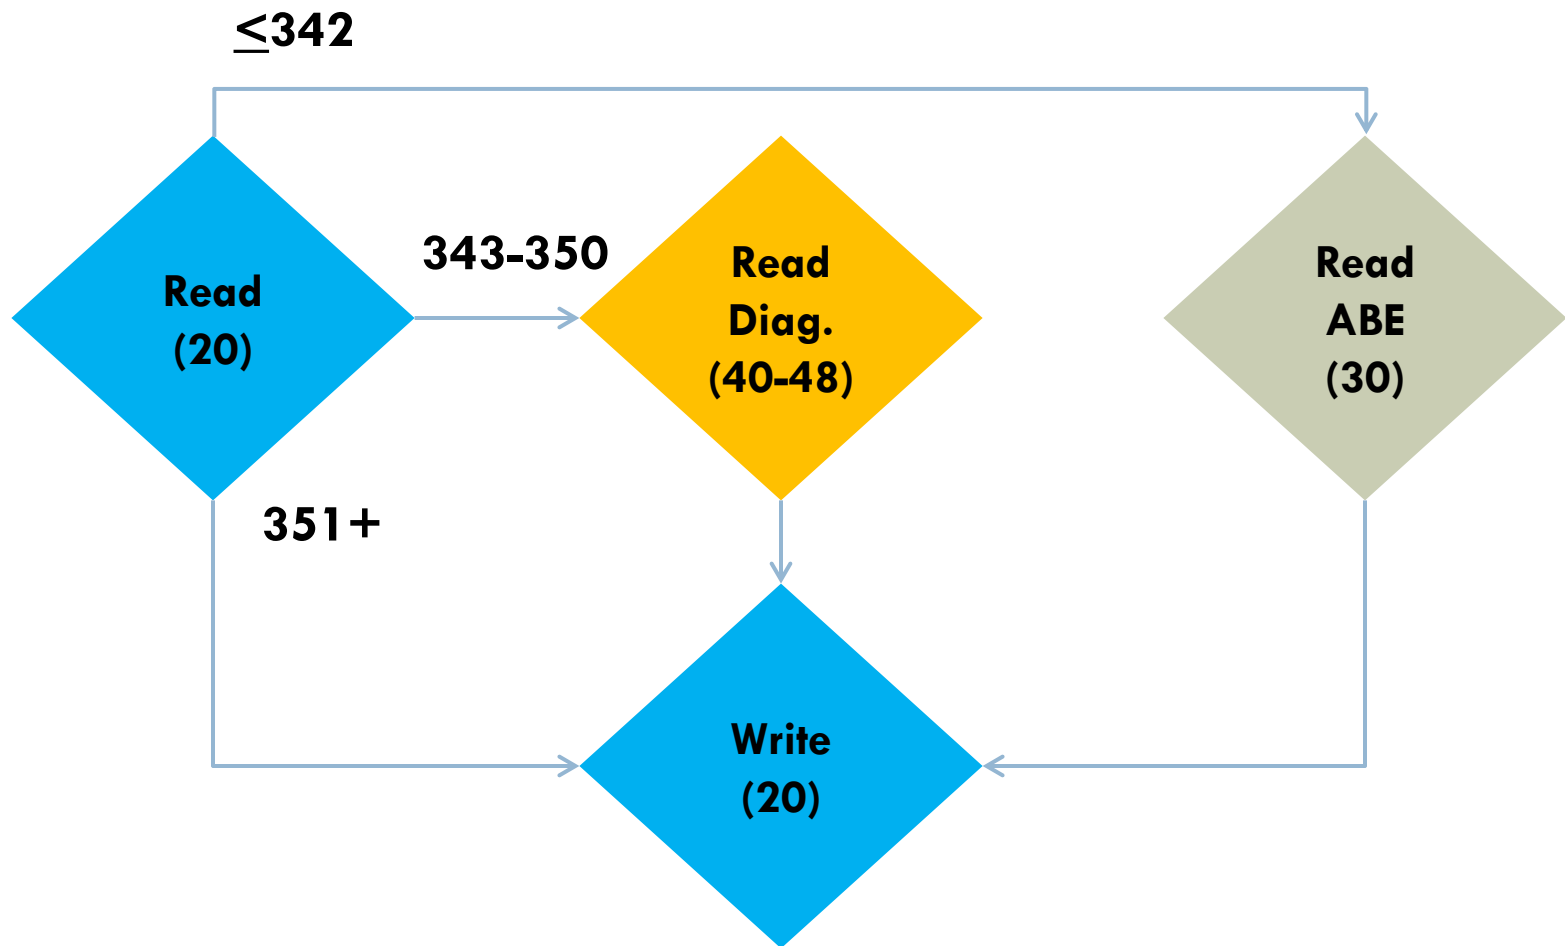 ≤342
343-350
Read
(20)
Read
Diag.
(40-48)
Read
ABE
(30)
351+
Write
(20)